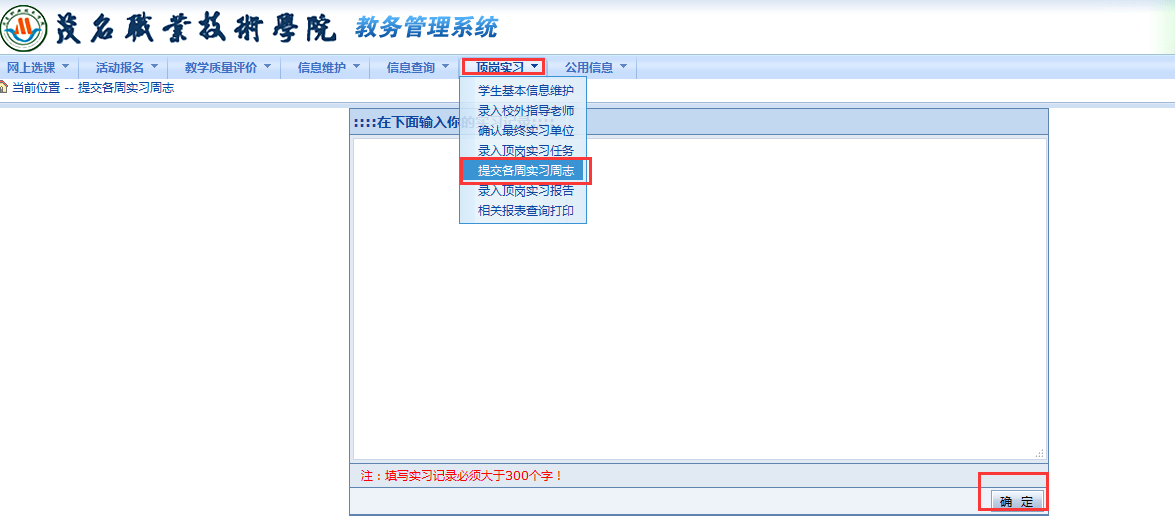 茂名職業技術學院 教务管理系统
网上选课 活动报名 教学质量评价 信息维护 信息查询 顶岗实习 公用信息
当前位置 -- 提交各周实习周志
学生基本信息维护
录入校外指导老师
确认最终实习单位
录入顶岗实习任务
提交各周实习周志
录入顶岗实习报告
相关报表查询打印
::::在下面输入你的实习记录::::
注：填写实习记录必须大于300个字！
确 定